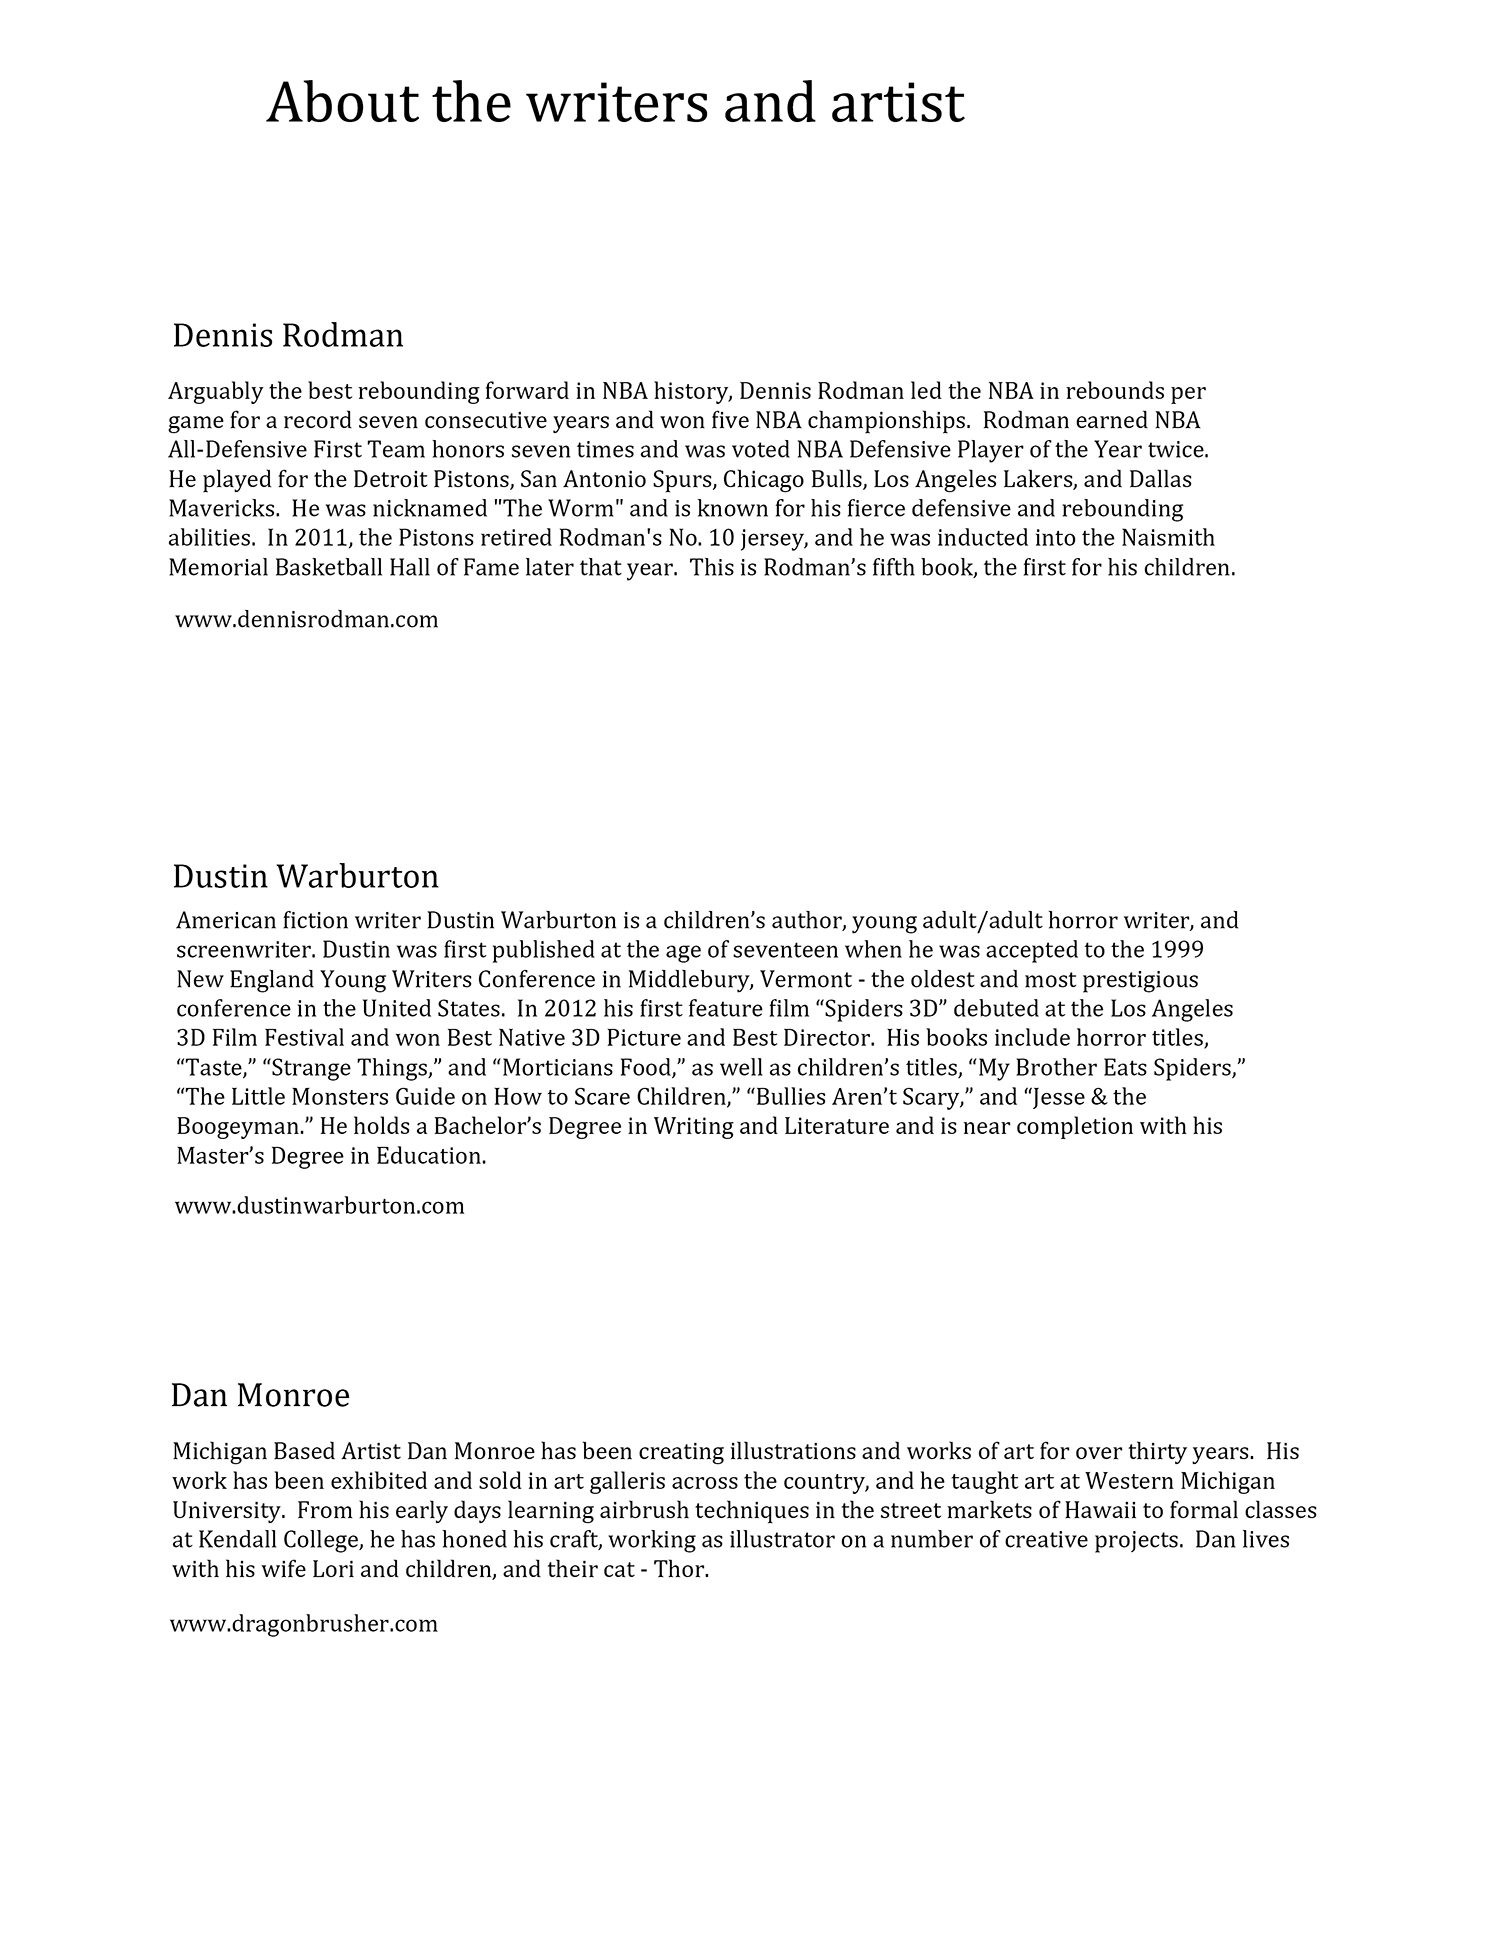 About the writers and artist
Dennis Rodman
Arguably the best rebounding forward in NBA history, Dennis Rodman led the NBA in rebounds per
game for a record seven consecutive years and won five NBA championships.  Rodman earned NBA
All-Defensive First Team honors seven times and was voted NBA Defensive Player of the Year twice.
He played for the Detroit Pistons, San Antonio Spurs, Chicago Bulls, Los Angeles Lakers, and Dallas
Mavericks.  He was nicknamed "The Worm" and is known for his fierce defensive and rebounding
abilities.  In 2011, the Pistons retired Rodman's No. 10 jersey, and he was inducted into the Naismith
Memorial Basketball Hall of Fame later that year.  This is Rodman’s fifth book, the first for his children.
www.dennisrodman.com
Dustin Warburton
American fiction writer Dustin Warburton is a children’s author, young adult/adult horror writer, and
screenwriter. Dustin was first published at the age of seventeen when he was accepted to the 1999
New England Young Writers Conference in Middlebury, Vermont - the oldest and most prestigious
conference in the United States.  In 2012 his first feature film “Spiders 3D” debuted at the Los Angeles
3D Film Festival and won Best Native 3D Picture and Best Director.  His books include horror titles,
“Taste,” “Strange Things,” and “Morticians Food,” as well as children’s titles, “My Brother Eats Spiders,”
“The Little Monsters Guide on How to Scare Children,” “Bullies Aren’t Scary,” and “Jesse & the
Boogeyman.” He holds a Bachelor’s Degree in Writing and Literature and is near completion with his
Master’s Degree in Education.
www.dustinwarburton.com
Dan Monroe
Michigan Based Artist Dan Monroe has been creating illustrations and works of art for over thirty years.  His
work has been exhibited and sold in art galleris across the country, and he taught art at Western Michigan
University.  From his early days learning airbrush techniques in the street markets of Hawaii to formal classes
at Kendall College, he has honed his craft, working as illustrator on a number of creative projects.  Dan lives
with his wife Lori and children, and their cat - Thor.
www.dragonbrusher.com